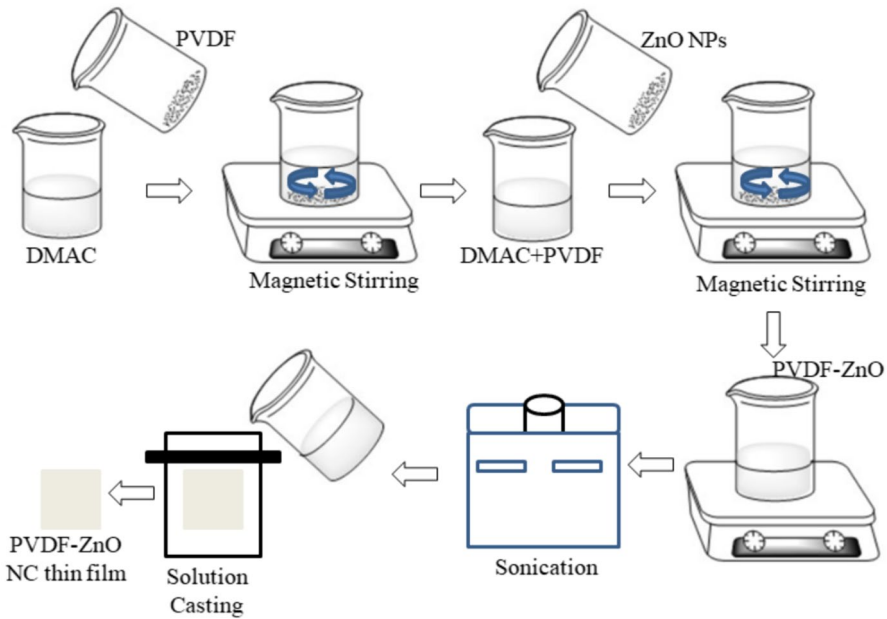 PVDF
ZnO NPs
DMAC
Magnetic Stirring
DMAC+PVDF
Magnetic Stirring
PVDF-ZnO
Sonication
Solution
Casting
PVDF-ZnO
NC thin film